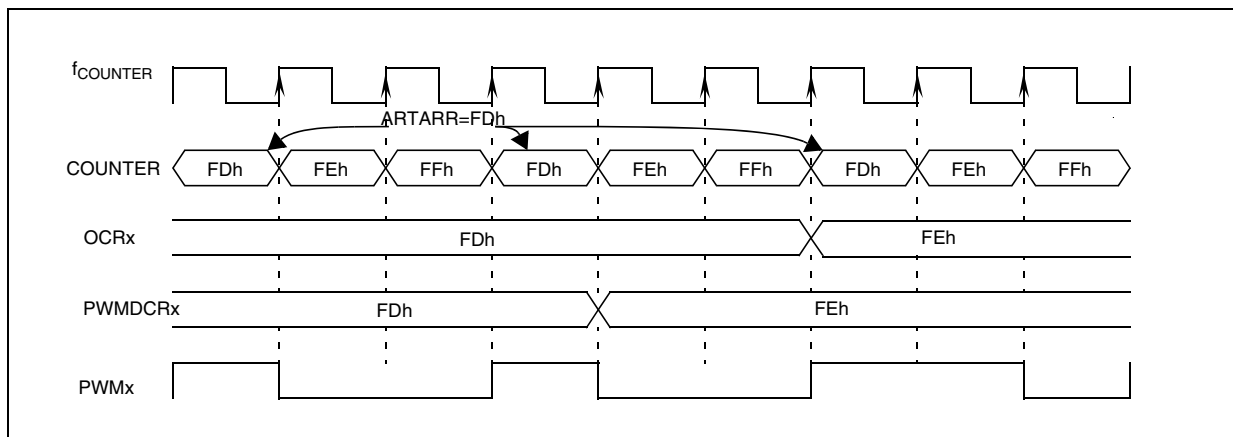 fCOUNTER
ARTARR=FDh
COUNTER FDh FEh FFh FDh FEh FFh FDh FEh FFh
OCRx FDh FEh
PWMDCRx FDh FEh
PWMx